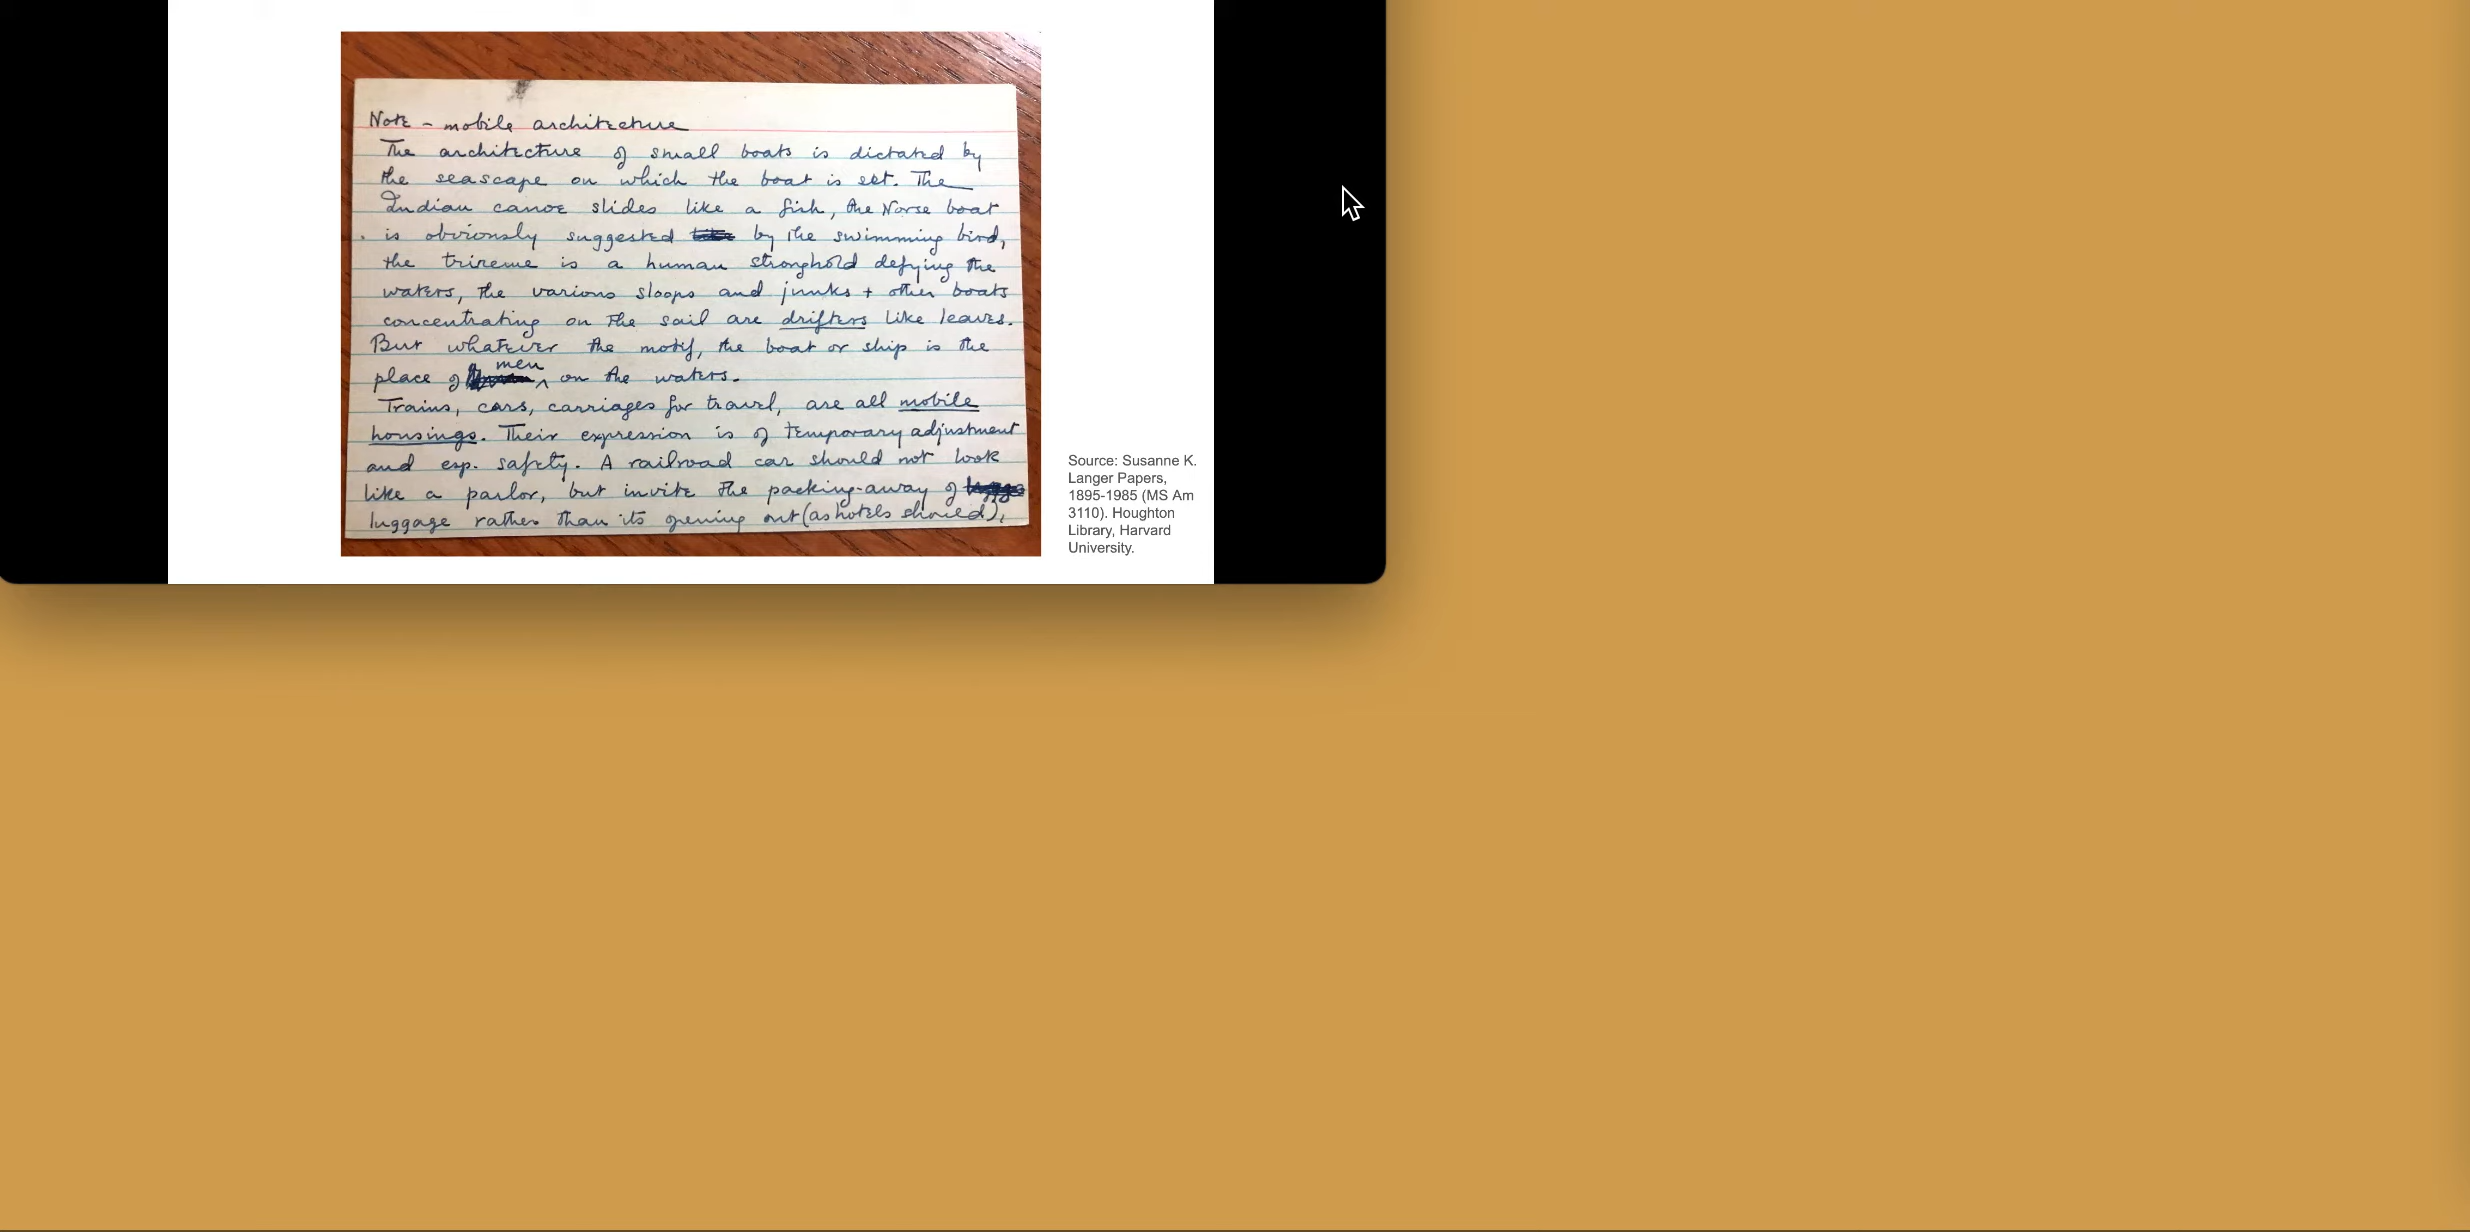 Note - mobile architecture
The architecture of small boats is dictated by
the seascape on which the boat is set. The
Indian canoe slides like a fish, the Norse boat
is obviously suggested by the swimming bird,
the trireme is a human stronghold defying the
waters, the various sloops and junks + other boats
concentrating on the sail are drifters like leaves.
But whatever the motif, the boat or ship is the
place of men on the waters.
Trains, cars, carriages for travel, are all mobile
housings. Their expression is of temporary adjustment
and esp. safety. A railroad car should not look
like a parlor, but invite the packing-away of
luggage rather than its opening out (as hotels should),
Source: Susanne K.
Langer Papers,
1895-1985 (MS Am
3110). Houghton
Library, Harvard
University.